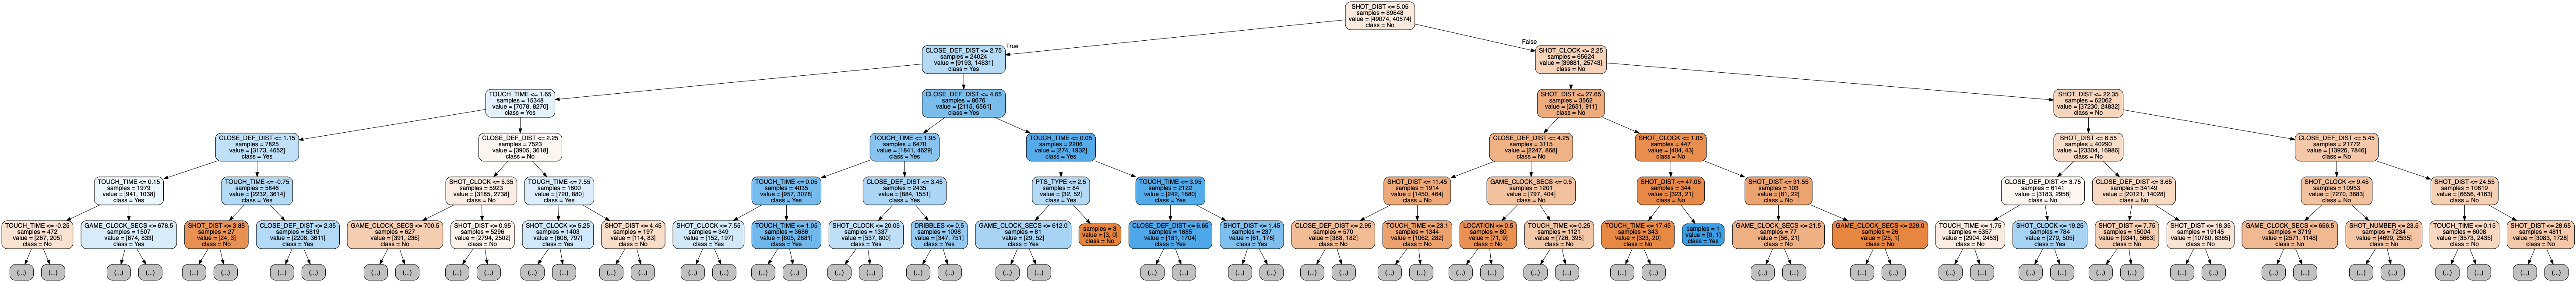 SHOT_DIST <= 5.05
samples = 89648
value = [49074, 40574]
class = No
True
False
CLOSE_DEF_DIST <= 2.75
samples = 24024
value = [9193, 14831]
class = Yes
SHOT_CLOCK <= 2.25
samples = 65624
value = [39881, 25743]
class = No
TOUCH_TIME <= 1.65
samples = 15348
value = [7078, 8270]
class = Yes
CLOSE_DEF_DIST <= 4.65
samples = 8676
value = [2115, 6561]
class = Yes
SHOT_DIST <= 27.65
samples = 3562
value = [2651, 911]
class = No
SHOT_DIST <= 22.35
samples = 62062
value = [37230, 24832]
class = No
CLOSE_DEF_DIST <= 1.15
samples = 7825
value = [3173, 4652]
class = Yes
CLOSE_DEF_DIST <= 2.25
samples = 7523
value = [3905, 3618]
class = No
TOUCH_TIME <= 1.95
samples = 6470
value = [1841, 4629]
class = Yes
TOUCH_TIME <= 0.05
samples = 2206
value = [274, 1932]
class = Yes
CLOSE_DEF_DIST <= 4.25
samples = 3115
value = [2247, 868]
class = No
SHOT_CLOCK <= 1.05
samples = 447
value = [404, 43]
class = No
SHOT_DIST <= 6.55
samples = 40290
value = [23304, 16986]
class = No
CLOSE_DEF_DIST <= 5.45
samples = 21772
value = [13926, 7846]
class = No
TOUCH_TIME <= 0.15
samples = 1979
value = [941, 1038]
class = Yes
TOUCH_TIME <= -0.75
samples = 5846
value = [2232, 3614]
class = Yes
SHOT_CLOCK <= 5.35
samples = 5923
value = [3185, 2738]
class = No
TOUCH_TIME <= 7.55
samples = 1600
value = [720, 880]
class = Yes
TOUCH_TIME <= 0.05
samples = 4035
value = [957, 3078]
class = Yes
CLOSE_DEF_DIST <= 3.45
samples = 2435
value = [884, 1551]
class = Yes
PTS_TYPE <= 2.5
samples = 84
value = [32, 52]
class = Yes
TOUCH_TIME <= 3.95
samples = 2122
value = [242, 1880]
class = Yes
SHOT_DIST <= 11.45
samples = 1914
value = [1450, 464]
class = No
GAME_CLOCK_SECS <= 0.5
samples = 1201
value = [797, 404]
class = No
SHOT_DIST <= 47.05
samples = 344
value = [323, 21]
class = No
SHOT_DIST <= 31.55
samples = 103
value = [81, 22]
class = No
CLOSE_DEF_DIST <= 3.75
samples = 6141
value = [3183, 2958]
class = No
CLOSE_DEF_DIST <= 3.65
samples = 34149
value = [20121, 14028]
class = No
SHOT_CLOCK <= 9.45
samples = 10953
value = [7270, 3683]
class = No
SHOT_DIST <= 24.55
samples = 10819
value = [6656, 4163]
class = No
TOUCH_TIME <= -0.25
samples = 472
value = [267, 205]
class = No
GAME_CLOCK_SECS <= 678.5
samples = 1507
value = [674, 833]
class = Yes
SHOT_DIST <= 3.85
samples = 27
value = [24, 3]
class = No
CLOSE_DEF_DIST <= 2.35
samples = 5819
value = [2208, 3611]
class = Yes
GAME_CLOCK_SECS <= 700.5
samples = 627
value = [391, 236]
class = No
SHOT_DIST <= 0.95
samples = 5296
value = [2794, 2502]
class = No
SHOT_CLOCK <= 5.25
samples = 1403
value = [606, 797]
class = Yes
SHOT_DIST <= 4.45
samples = 197
value = [114, 83]
class = No
SHOT_CLOCK <= 7.55
samples = 349
value = [152, 197]
class = Yes
TOUCH_TIME <= 1.05
samples = 3686
value = [805, 2881]
class = Yes
SHOT_CLOCK <= 20.05
samples = 1337
value = [537, 800]
class = Yes
DRIBBLES <= 0.5
samples = 1098
value = [347, 751]
class = Yes
GAME_CLOCK_SECS <= 612.0
samples = 81
value = [29, 52]
class = Yes
samples = 3
value = [3, 0]
class = No
CLOSE_DEF_DIST <= 6.65
samples = 1885
value = [181, 1704]
class = Yes
SHOT_DIST <= 1.45
samples = 237
value = [61, 176]
class = Yes
CLOSE_DEF_DIST <= 2.95
samples = 570
value = [388, 182]
class = No
TOUCH_TIME <= 23.1
samples = 1344
value = [1062, 282]
class = No
LOCATION <= 0.5
samples = 80
value = [71, 9]
class = No
TOUCH_TIME <= 0.25
samples = 1121
value = [726, 395]
class = No
TOUCH_TIME <= 17.45
samples = 343
value = [323, 20]
class = No
samples = 1
value = [0, 1]
class = Yes
GAME_CLOCK_SECS <= 21.5
samples = 77
value = [56, 21]
class = No
GAME_CLOCK_SECS <= 229.0
samples = 26
value = [25, 1]
class = No
TOUCH_TIME <= 1.75
samples = 5357
value = [2904, 2453]
class = No
SHOT_CLOCK <= 19.25
samples = 784
value = [279, 505]
class = Yes
SHOT_DIST <= 7.75
samples = 15004
value = [9341, 5663]
class = No
SHOT_DIST <= 18.35
samples = 19145
value = [10780, 8365]
class = No
GAME_CLOCK_SECS <= 656.5
samples = 3719
value = [2571, 1148]
class = No
SHOT_NUMBER <= 23.5
samples = 7234
value = [4699, 2535]
class = No
TOUCH_TIME <= 0.15
samples = 6008
value = [3573, 2435]
class = No
SHOT_DIST <= 28.65
samples = 4811
value = [3083, 1728]
class = No
(...) (...) (...) (...) (...) (...) (...) (...) (...) (...) (...) (...) (...) (...) (...) (...) (...) (...) (...) (...) (...) (...) (...) (...) (...) (...) (...) (...) (...) (...) (...) (...) (...) (...) (...) (...) (...) (...) (...) (...) (...) (...) (...) (...) (...) (...) (...) (...) (...) (...) (...) (...) (...) (...) (...) (...) (...) (...) (...) (...)